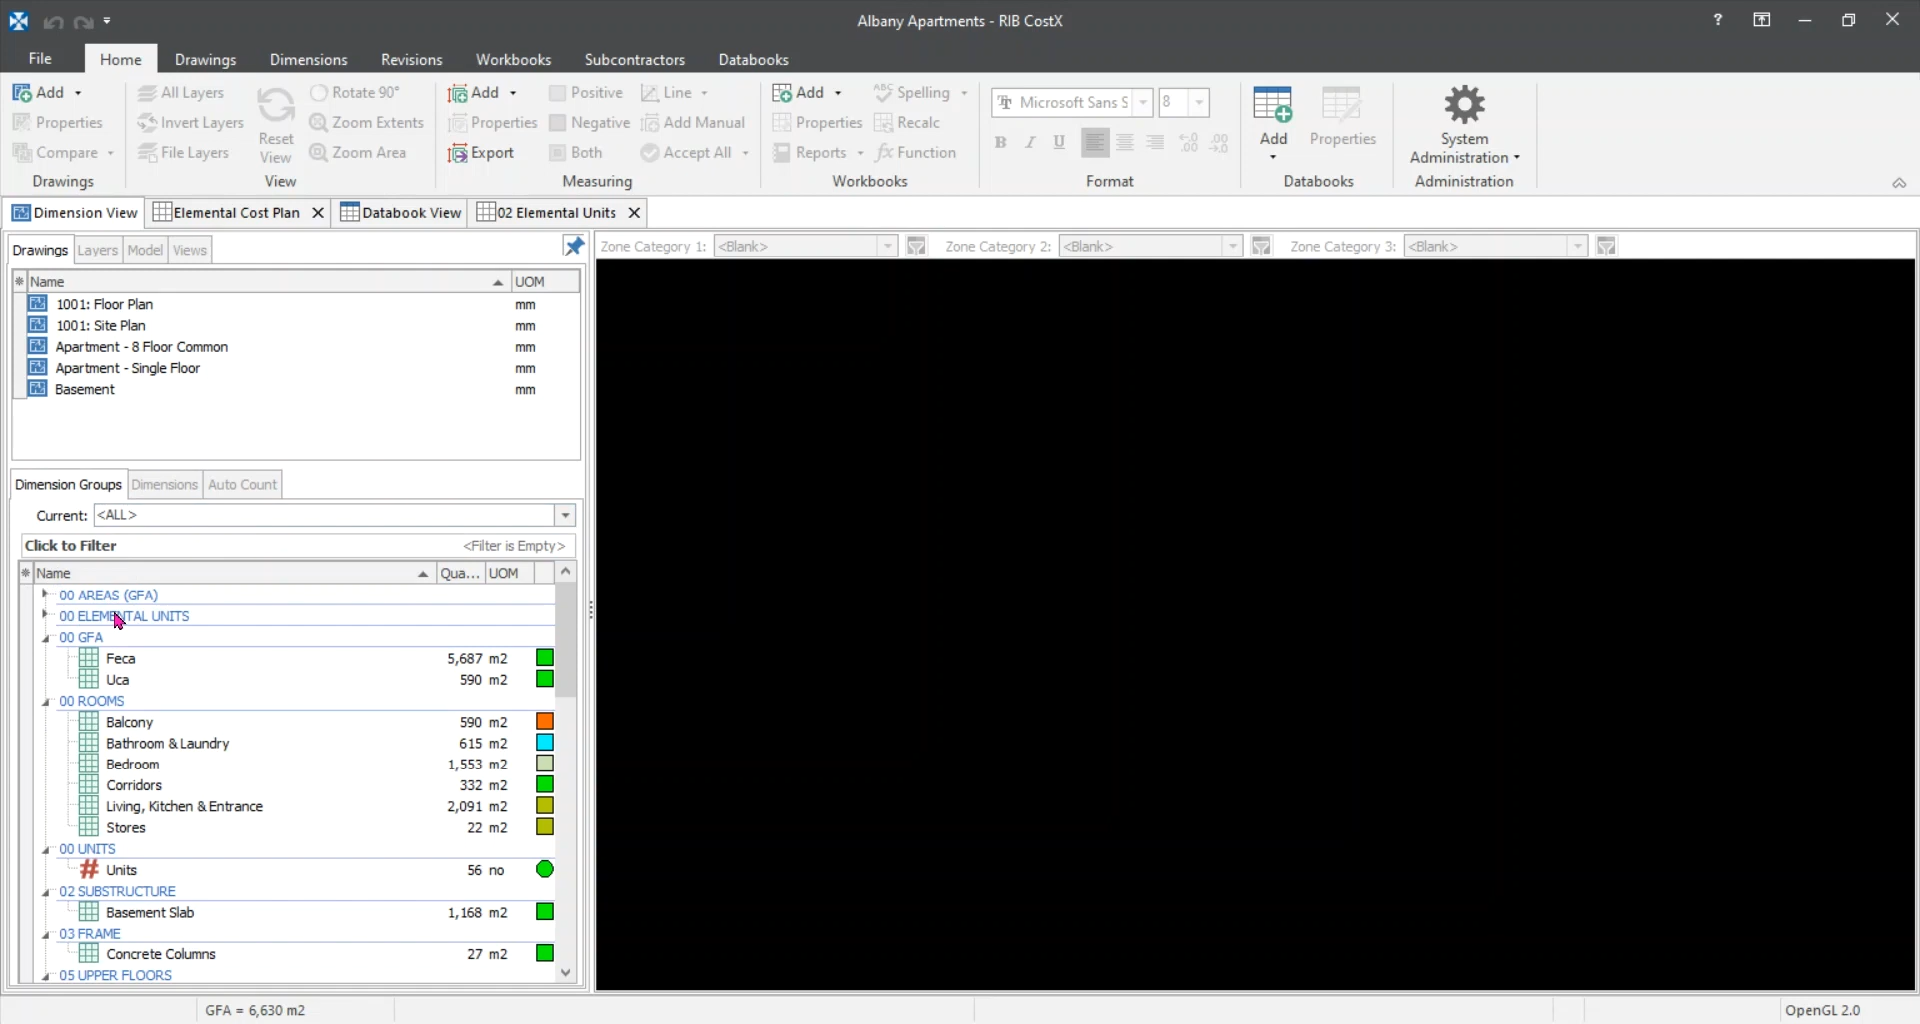 Albany Apartments - RIB CostX
?
File Home Drawings Dimensions Revisions Workbooks Subcontractors Databooks
Add
Properties
Compare
Drawings
All Layers
Invert Layers
File Layers
Reset
View
Rotate 90°
Zoom Extents
Zoom Area
View
Add
Properties
Export
Positive
Negative
Both
Line
Add Manual
Accept All
Measuring
Add
Properties
Reports
ABC Spelling
Recalc
fx Function
Workbooks
Microsoft Sans S 8
B I U
Format
Add
Properties
Databooks
System
Administration
Administration
Dimension View Elemental Cost Plan Databook View 02 Elemental Units
Drawings Layers Model Views
Name UOM
1001: Floor Plan mm
1001: Site Plan mm
Apartment - 8 Floor Common mm
Apartment - Single Floor mm
Basement mm
Zone Category 1: <Blank> Zone Category 2: <Blank> Zone Category 3: <Blank>
Dimension Groups Dimensions Auto Count
Current: <ALL>
Click to Filter <Filter is Empty>
Name Qua... UOM
00 AREAS (GFA)
00 ELEMENTAL UNITS
00 GFA
Feca 5,687 m2
Uca 590 m2
00 ROOMS
Balcony 590 m2
Bathroom & Laundry 615 m2
Bedroom 1,553 m2
Corridors 332 m2
Living, Kitchen & Entrance 2,091 m2
Stores 22 m2
00 UNITS
# Units 56 no
02 SUBSTRUCTURE
Basement Slab 1,168 m2
03 FRAME
Concrete Columns 27 m2
05 UPPER FLOORS
GFA = 6,630 m2
OpenGL 2.0